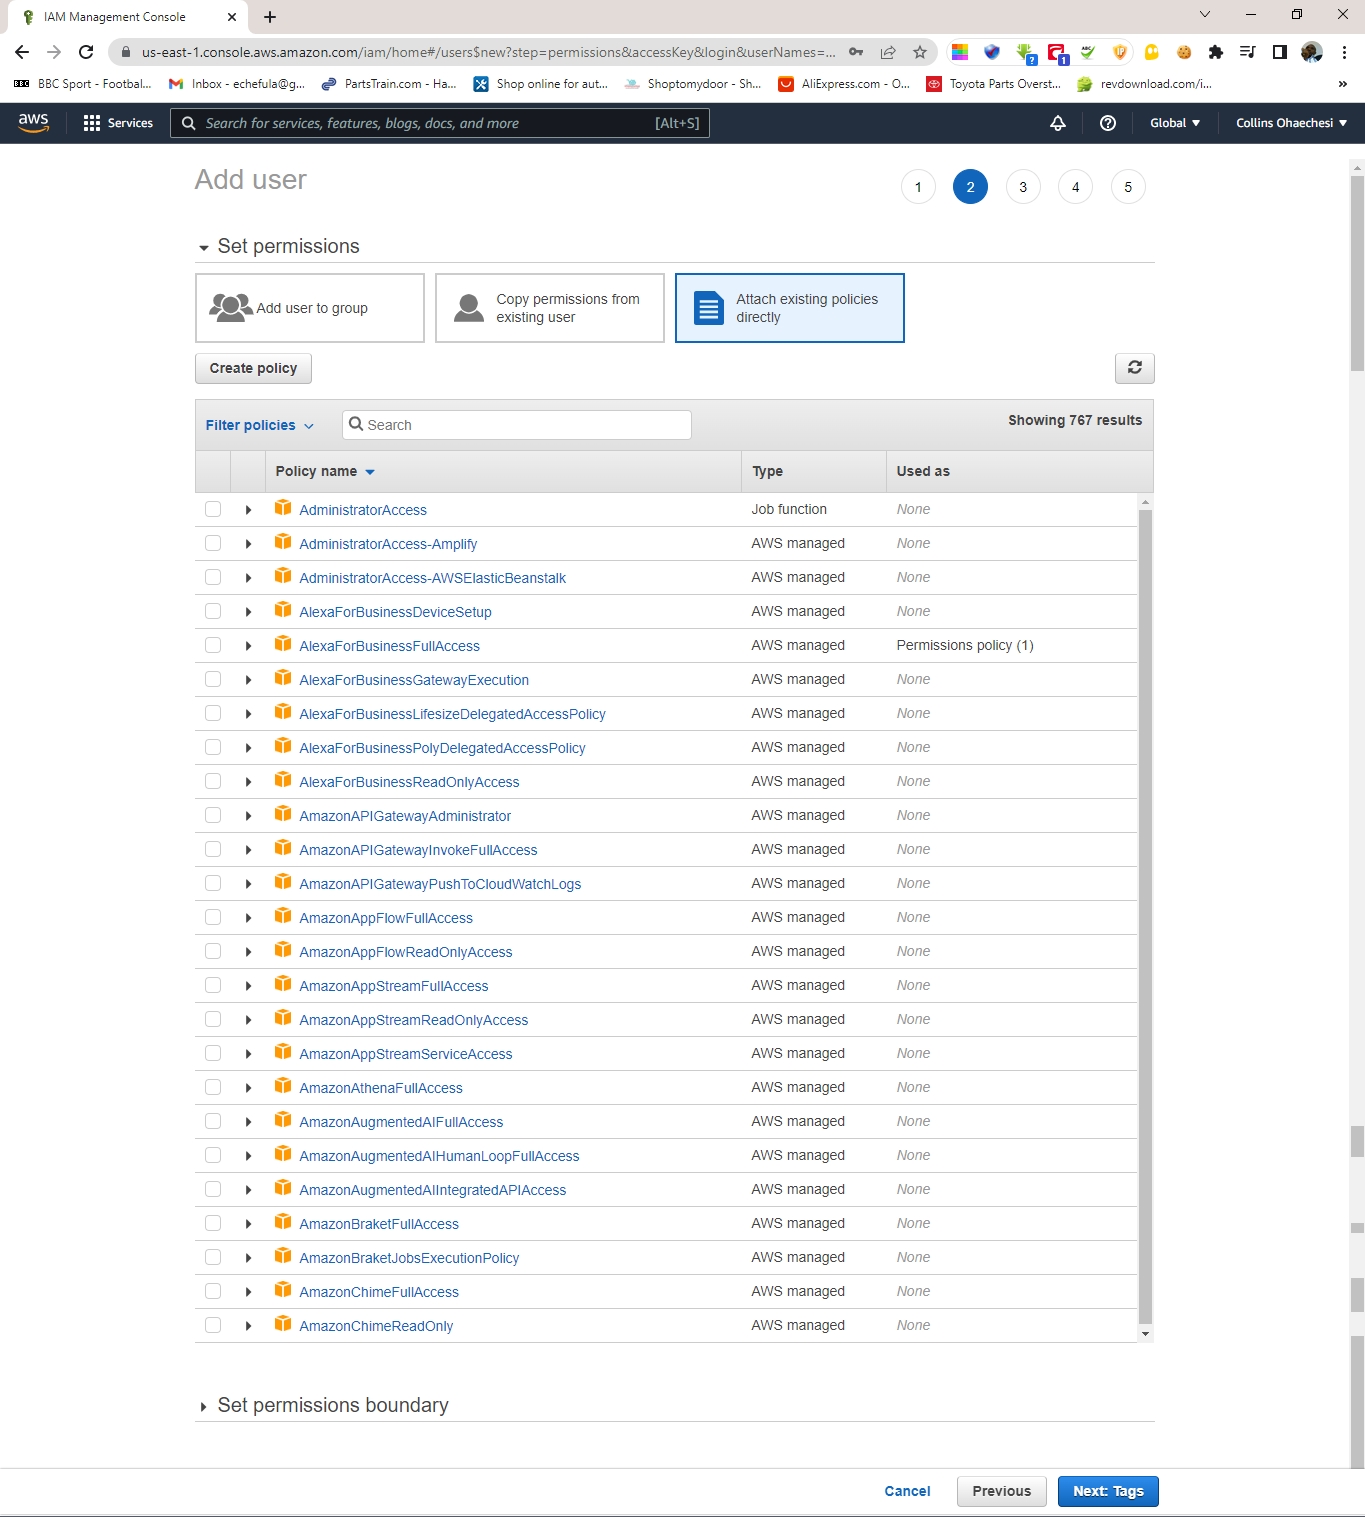 IAM Management Console
us-east-1.console.aws.amazon.com/iam/home#/users$new?step=permissions&accessKey&login&userNames=...
BBC BBC Sport - Footbal... Inbox - echefula@g... PartsTrain.com - Ha... Shop online for aut... Shoptomydoor - Sh... AliExpress.com - O... Toyota Parts Overst... revdownload.com/i... »
aws Services Search for services, features, blogs, docs, and more [Alt+S] Global Collins Ohaechesi
Add user 1 2 3 4 5
Set permissions
Add user to group
Copy permissions from existing user
Attach existing policies directly
Create policy
Filter policies Search Showing 767 results
Policy name Type Used as
AdministratorAccess Job function None
AdministratorAccess-Amplify AWS managed None
AdministratorAccess-AWSElasticBeanstalk AWS managed None
AlexaForBusinessDeviceSetup AWS managed None
AlexaForBusinessFullAccess AWS managed Permissions policy (1)
AlexaForBusinessGatewayExecution AWS managed None
AlexaForBusinessLifesizeDelegatedAccessPolicy AWS managed None
AlexaForBusinessPolyDelegatedAccessPolicy AWS managed None
AlexaForBusinessReadOnlyAccess AWS managed None
AmazonAPIGatewayAdministrator AWS managed None
AmazonAPIGatewayInvokeFullAccess AWS managed None
AmazonAPIGatewayPushToCloudWatchLogs AWS managed None
AmazonAppFlowFullAccess AWS managed None
AmazonAppFlowReadOnlyAccess AWS managed None
AmazonAppStreamFullAccess AWS managed None
AmazonAppStreamReadOnlyAccess AWS managed None
AmazonAppStreamServiceAccess AWS managed None
AmazonAthenaFullAccess AWS managed None
AmazonAugmentedAIFullAccess AWS managed None
AmazonAugmentedAIHumanLoopFullAccess AWS managed None
AmazonAugmentedAIIntegratedAPIAccess AWS managed None
AmazonBraketFullAccess AWS managed None
AmazonBraketJobsExecutionPolicy AWS managed None
AmazonChimeFullAccess AWS managed None
AmazonChimeReadOnly AWS managed None
Set permissions boundary
Cancel Previous Next: Tags